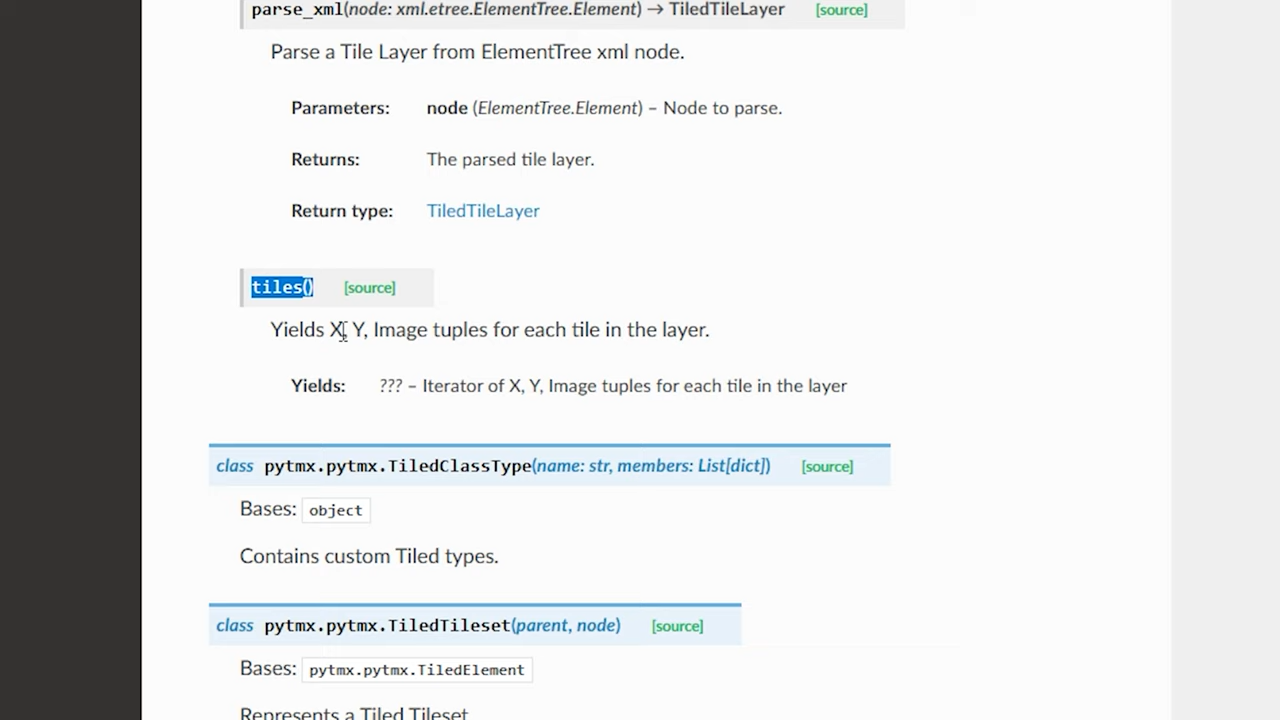 parse_xml(node: xml.etree.ElementTree.Element) → TiledTileLayer [source]
Parse a Tile Layer from ElementTree xml node.
Parameters: node (ElementTree.Element) – Node to parse.
Returns: The parsed tile layer.
Return type: TiledTileLayer
tiles() [source]
Yields X, Y, Image tuples for each tile in the layer.
Yields: ??? – Iterator of X, Y, Image tuples for each tile in the layer
class pytmx.pytmx.TiledClassType(name: str, members: List[dict]) [source]
Bases: object
Contains custom Tiled types.
class pytmx.pytmx.TiledTileset(parent, node) [source]
Bases: pytmx.pytmx.TiledElement
Represents a Tiled Tileset